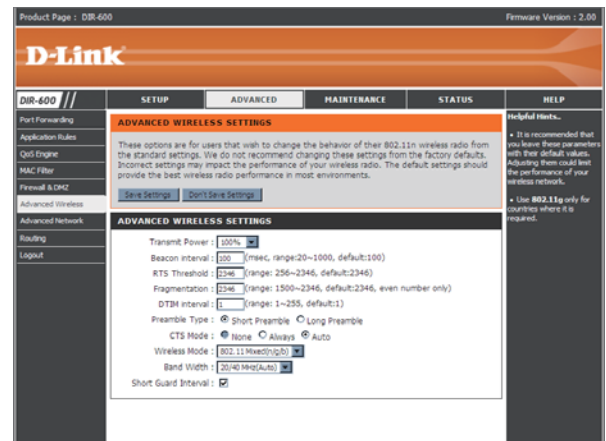 Product Page : DIR-600
Firmware Version : 2.00
D-Link
DIR-600
SETUP
ADVANCED
MAINTENANCE
STATUS
HELP
Port Forwarding
Application Rules
QoS Engine
MAC Filter
Firewall & DMZ
Advanced Wireless
Advanced Network
Routing
Logout
ADVANCED WIRELESS SETTINGS
These options are for users that wish to change the behavior of their 802.11n wireless radio from
the standard settings. We do not recommend changing these settings from the factory defaults.
Incorrect settings may impact the performance of your wireless radio. The default settings should
provide the best wireless radio performance in most environments.
Save Settings Don't Save Settings
ADVANCED WIRELESS SETTINGS
Transmit Power : 100%
Beacon interval : 100 (msec, range:20~1000, default:100)
RTS Threshold : 2346 (range: 256~2346, default:2346)
Fragmentation : 2346 (range: 1500~2346, default:2346, even number only)
DTIM interval : 1 (range: 1~255, default:1)
Preamble Type : Short Preamble Long Preamble
CTS Mode : None Always Auto
Wireless Mode : 802.11 Mixed(n/g/b)
Band Width : 20/40 MHz(Auto)
Short Guard Interval :
Helpful Hints..
• It is recommended that
you leave these parameters
with their default values.
Adjusting them could limit
the performance of your
wireless network.
• Use 802.11g only for
countries where it is
required.